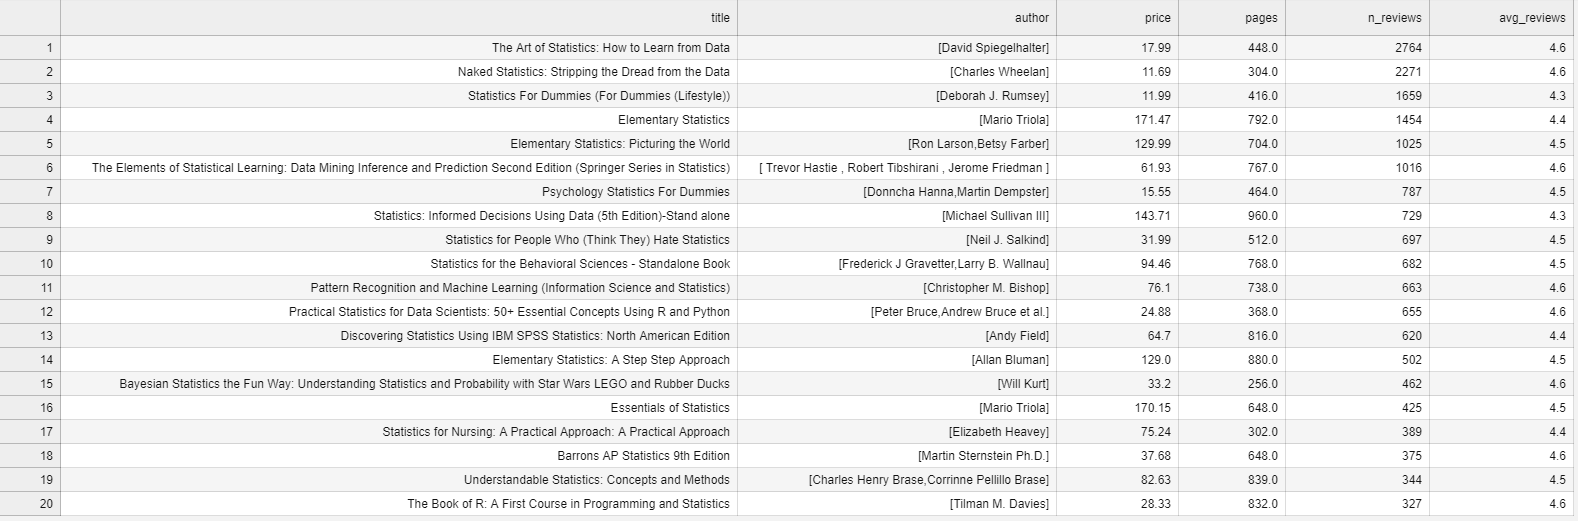 title author price pages n_reviews avg_reviews
1 The Art of Statistics: How to Learn from Data [David Spiegelhalter] 17.99 448.0 2764 4.6
2 Naked Statistics: Stripping the Dread from the Data [Charles Wheelan] 11.69 304.0 2271 4.6
3 Statistics For Dummies (For Dummies (Lifestyle)) [Deborah J. Rumsey] 11.99 416.0 1659 4.3
4 Elementary Statistics [Mario Triola] 171.47 792.0 1454 4.4
5 Elementary Statistics: Picturing the World [Ron Larson,Betsy Farber] 129.99 704.0 1025 4.5
6 The Elements of Statistical Learning: Data Mining Inference and Prediction Second Edition (Springer Series in Statistics) [ Trevor Hastie , Robert Tibshirani , Jerome Friedman ] 61.93 767.0 1016 4.6
7 Psychology Statistics For Dummies [Donncha Hanna,Martin Dempster] 15.55 464.0 787 4.5
8 Statistics: Informed Decisions Using Data (5th Edition)-Stand alone [Michael Sullivan III] 143.71 960.0 729 4.3
9 Statistics for People Who (Think They) Hate Statistics [Neil J. Salkind] 31.99 512.0 697 4.5
10 Statistics for the Behavioral Sciences - Standalone Book [Frederick J Gravetter,Larry B. Wallnau] 94.46 768.0 682 4.5
11 Pattern Recognition and Machine Learning (Information Science and Statistics) [Christopher M. Bishop] 76.1 738.0 663 4.6
12 Practical Statistics for Data Scientists: 50+ Essential Concepts Using R and Python [Peter Bruce,Andrew Bruce et al.] 24.88 368.0 655 4.6
13 Discovering Statistics Using IBM SPSS Statistics: North American Edition [Andy Field] 64.7 816.0 620 4.4
14 Elementary Statistics: A Step Step Approach [Allan Bluman] 129.0 880.0 502 4.5
15 Bayesian Statistics the Fun Way: Understanding Statistics and Probability with Star Wars LEGO and Rubber Ducks [Will Kurt] 33.2 256.0 462 4.6
16 Essentials of Statistics [Mario Triola] 170.15 648.0 425 4.5
17 Statistics for Nursing: A Practical Approach: A Practical Approach [Elizabeth Heavey] 75.24 302.0 389 4.4
18 Barrons AP Statistics 9th Edition [Martin Sternstein Ph.D.] 37.68 648.0 375 4.6
19 Understandable Statistics: Concepts and Methods [Charles Henry Brase,Corrinne Pellillo Brase] 82.63 839.0 344 4.5
20 The Book of R: A First Course in Programming and Statistics [Tilman M. Davies] 28.33 832.0 327 4.6